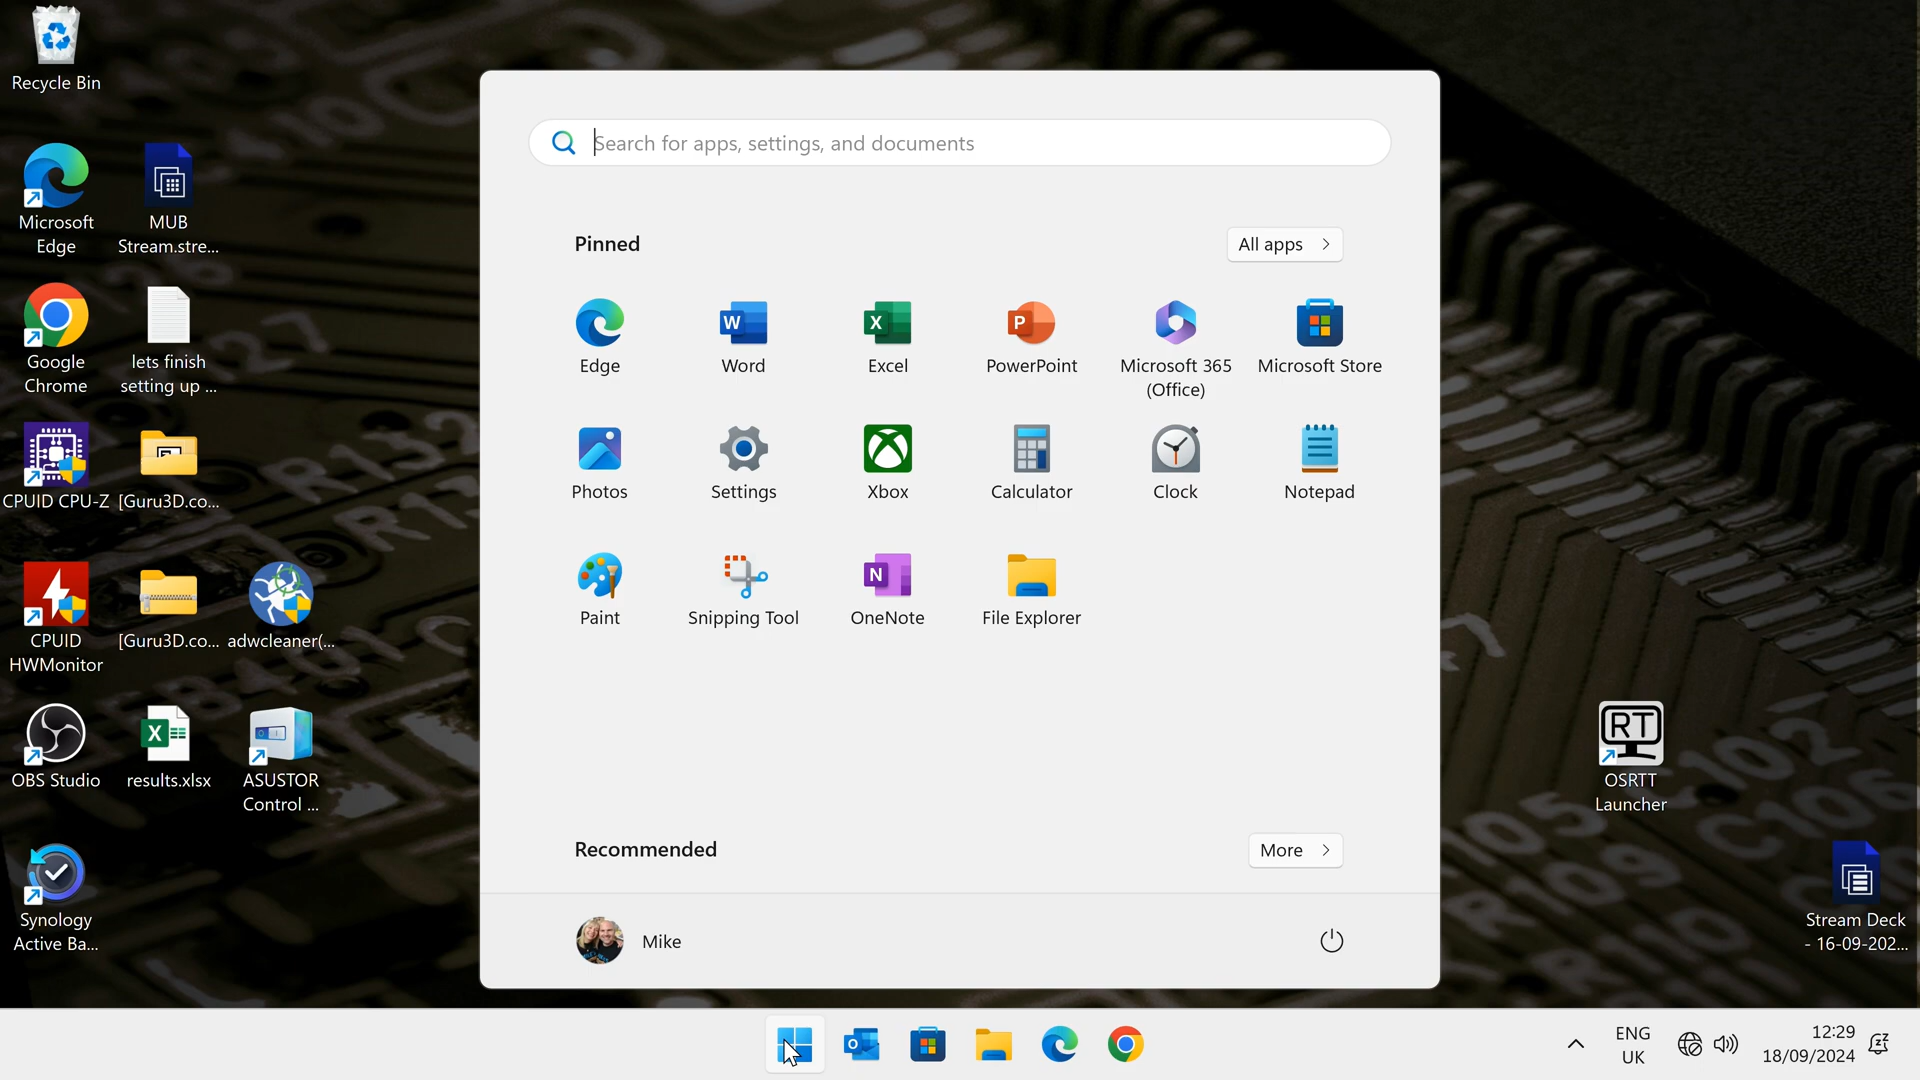 Recycle Bin
Microsoft
Edge
MUB
Stream.stre...
Google
Chrome
lets finish
setting up ...
CPUID CPU-Z
[Guru3D.co...
CPUID
HWMonitor
[Guru3D.co...
adwcleaner(...
OBS Studio
results.xlsx
ASUSTOR
Control ...
Synology
Active Ba...
Search for apps, settings, and documents
Pinned
All apps
Edge
Word
Excel
PowerPoint
Microsoft 365
(Office)
Microsoft Store
Photos
Settings
Xbox
Calculator
Clock
Notepad
Paint
Snipping Tool
OneNote
File Explorer
Recommended
More
Mike
RT
OSRTT
Launcher
Stream Deck
- 16-09-202...
ENG
UK
12:29
18/09/2024